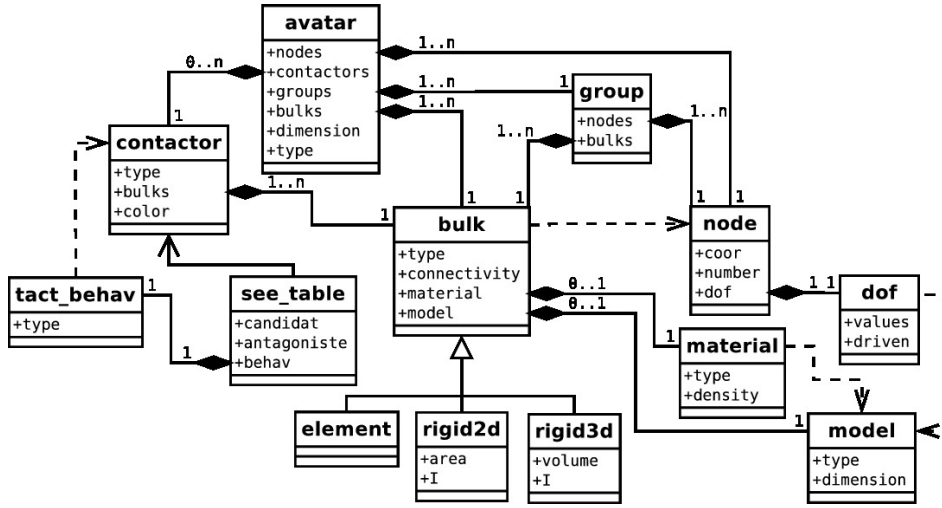 avatar
+nodes
+contactors
+groups
+bulks
+dimension
+type
0..n
1
1..n
1..n
1..n
1
group
+nodes
+bulks
1..n
1..n
1
1
1
1
contactor
+type
+bulks
+color
1..n
1
bulk
+type
+connectivity
+material
+model
0..1
0..1
node
+coor
+number
+dof
1
1
dof
+values
+driven
tact_behav
+type
1
1
see_table
+candidat
+antagoniste
+behav
material
+type
+density
1
element
rigid2d
+area
+I
rigid3d
+volume
+I
1
model
+type
+dimension